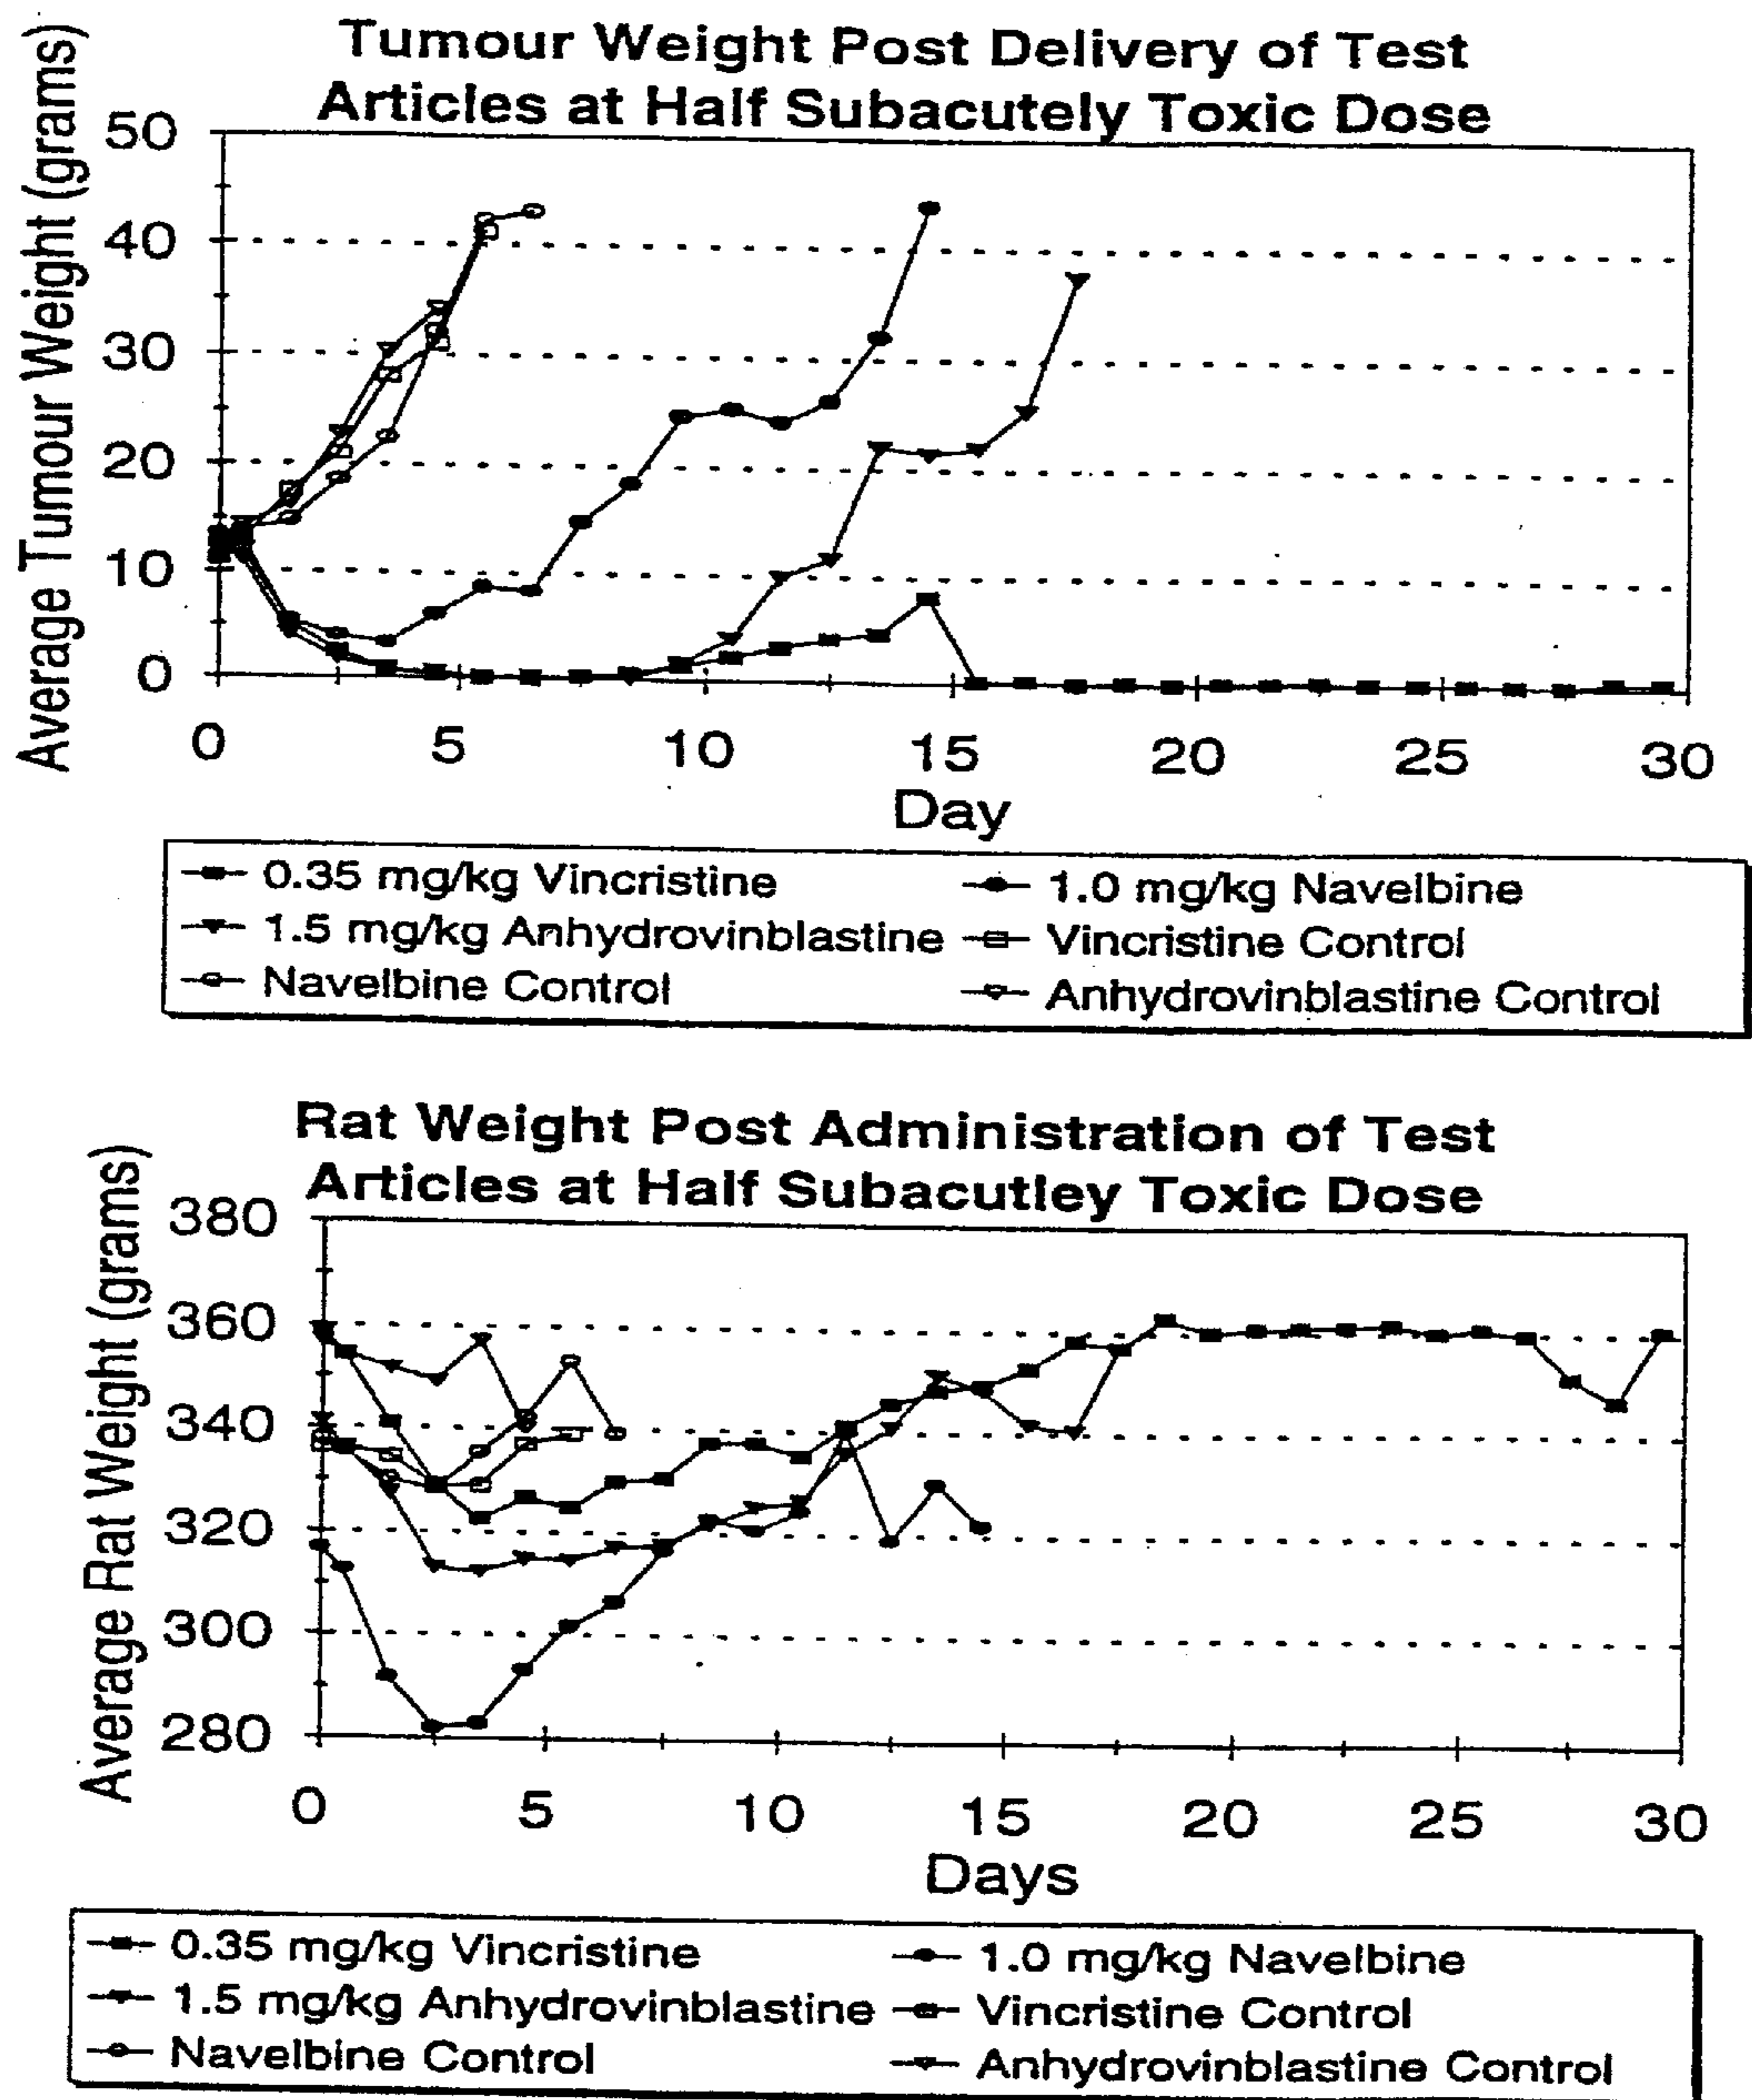 Tumour Weight Post Delivery of Test
Articles at Half Subacutely Toxic Dose
Average Tumour Weight (grams)
50
40
30
20
10
0
0 5 10 15 20 25 30
Day
0.35 mg/kg Vincristine 1.0 mg/kg Navelbine
1.5 mg/kg Anhydrovinblastine Vincristine Control
Navelbine Control Anhydrovinblastine Control
Rat Weight Post Administration of Test
Articles at Half Subacutley Toxic Dose
Average Rat Weight (grams)
380
360
340
320
300
280
0 5 10 15 20 25 30
Days
0.35 mg/kg Vincristine 1.0 mg/kg Navelbine
1.5 mg/kg Anhydrovinblastine Vincristine Control
Navelbine Control Anhydrovinblastine Control